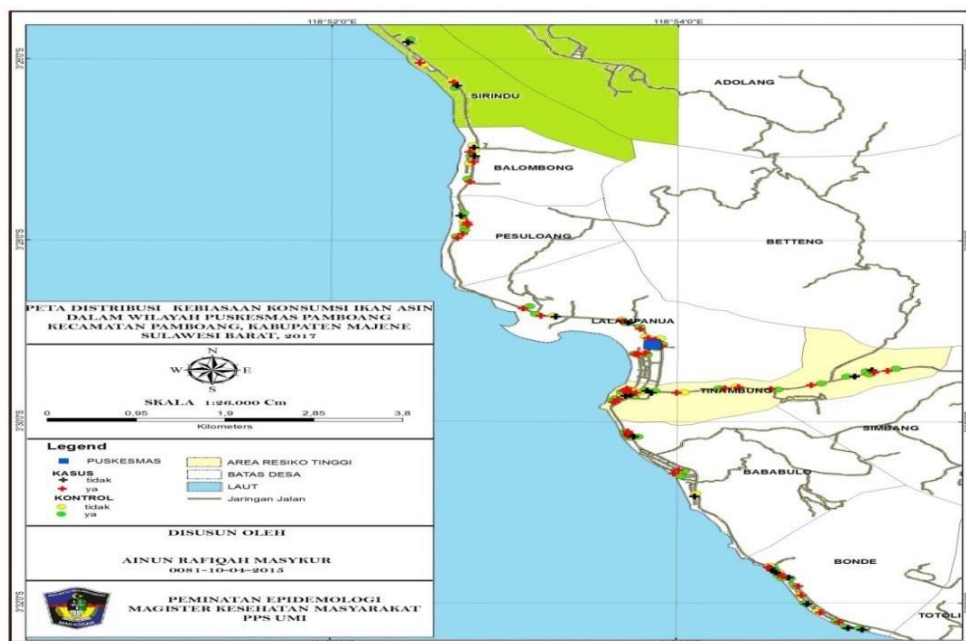 118°52'0"E
118°54'0"E
ADOLANG
SIRINDU
BALOMBONG
PESULOANG
BETTENG
LALAMPANUA
TINAMBUNG
SIMBANG
BABABULO
BONDE
TOTOLI
PETA DISTRIBUSI KEBIASAAN KONSUMSI IKAN ASIN
DALAM WILAYAH PUSKESMAS PAMBOANG
KECAMATAN PAMBOANG, KABUPATEN MAJENE
SULAWESI BARAT, 2017
N
W E
S
SKALA 1:26.000 Cm
0 0,95 1,9 2,85 3,8
Kilometers
Legend
PUSKESMAS
KASUS
tidak
ya
KONTROL
tidak
ya
AREA RESIKO TINGGI
BATAS DESA
LAUT
Jaringan Jalan
DISUSUN OLEH
AINUN RAFIQAH MASYKUR
0081-10-04-2015
PEMINATAN EPIDEMOLOGI
MAGISTER KESEHATAN MASYARAKAT
PPS UMI